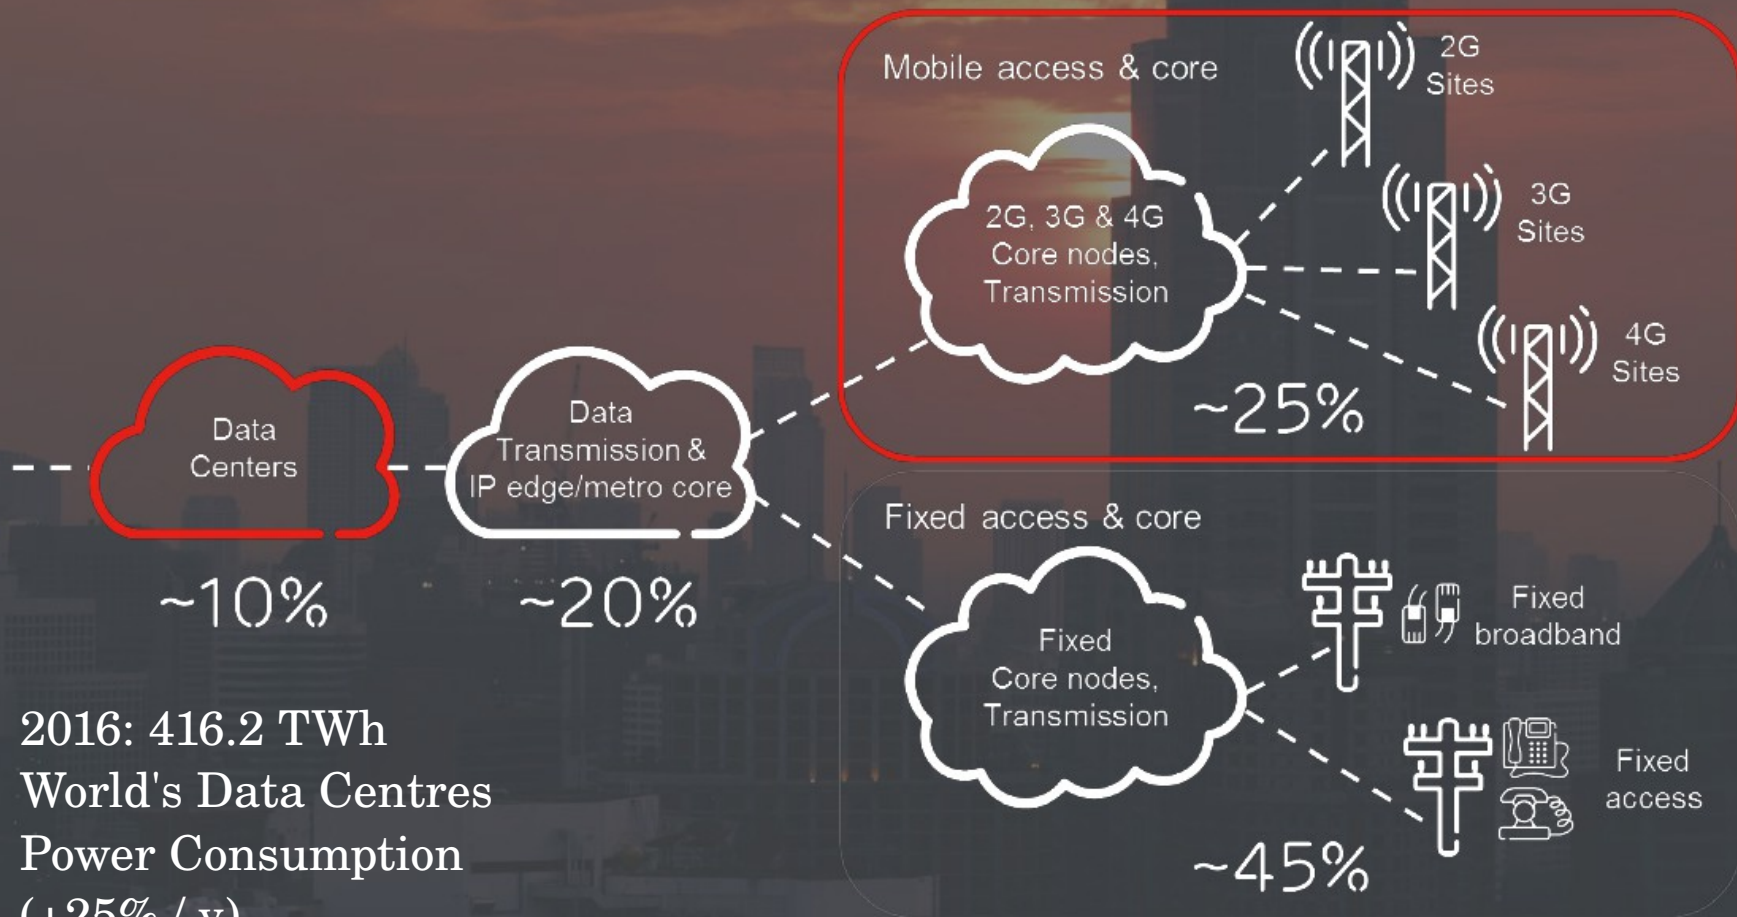 Mobile access & core
2G
Sites
3G
Sites
4G
Sites
2G, 3G & 4G
Core nodes,
Transmission
~25%
Data
Centers
~10%
Data
Transmission &
IP edge/metro core
~20%
Fixed access & core
Fixed
Core nodes,
Transmission
Fixed
broadband
Fixed
access
~45%
2016: 416.2 TWh
World's Data Centres
Power Consumption
(+25% / y)